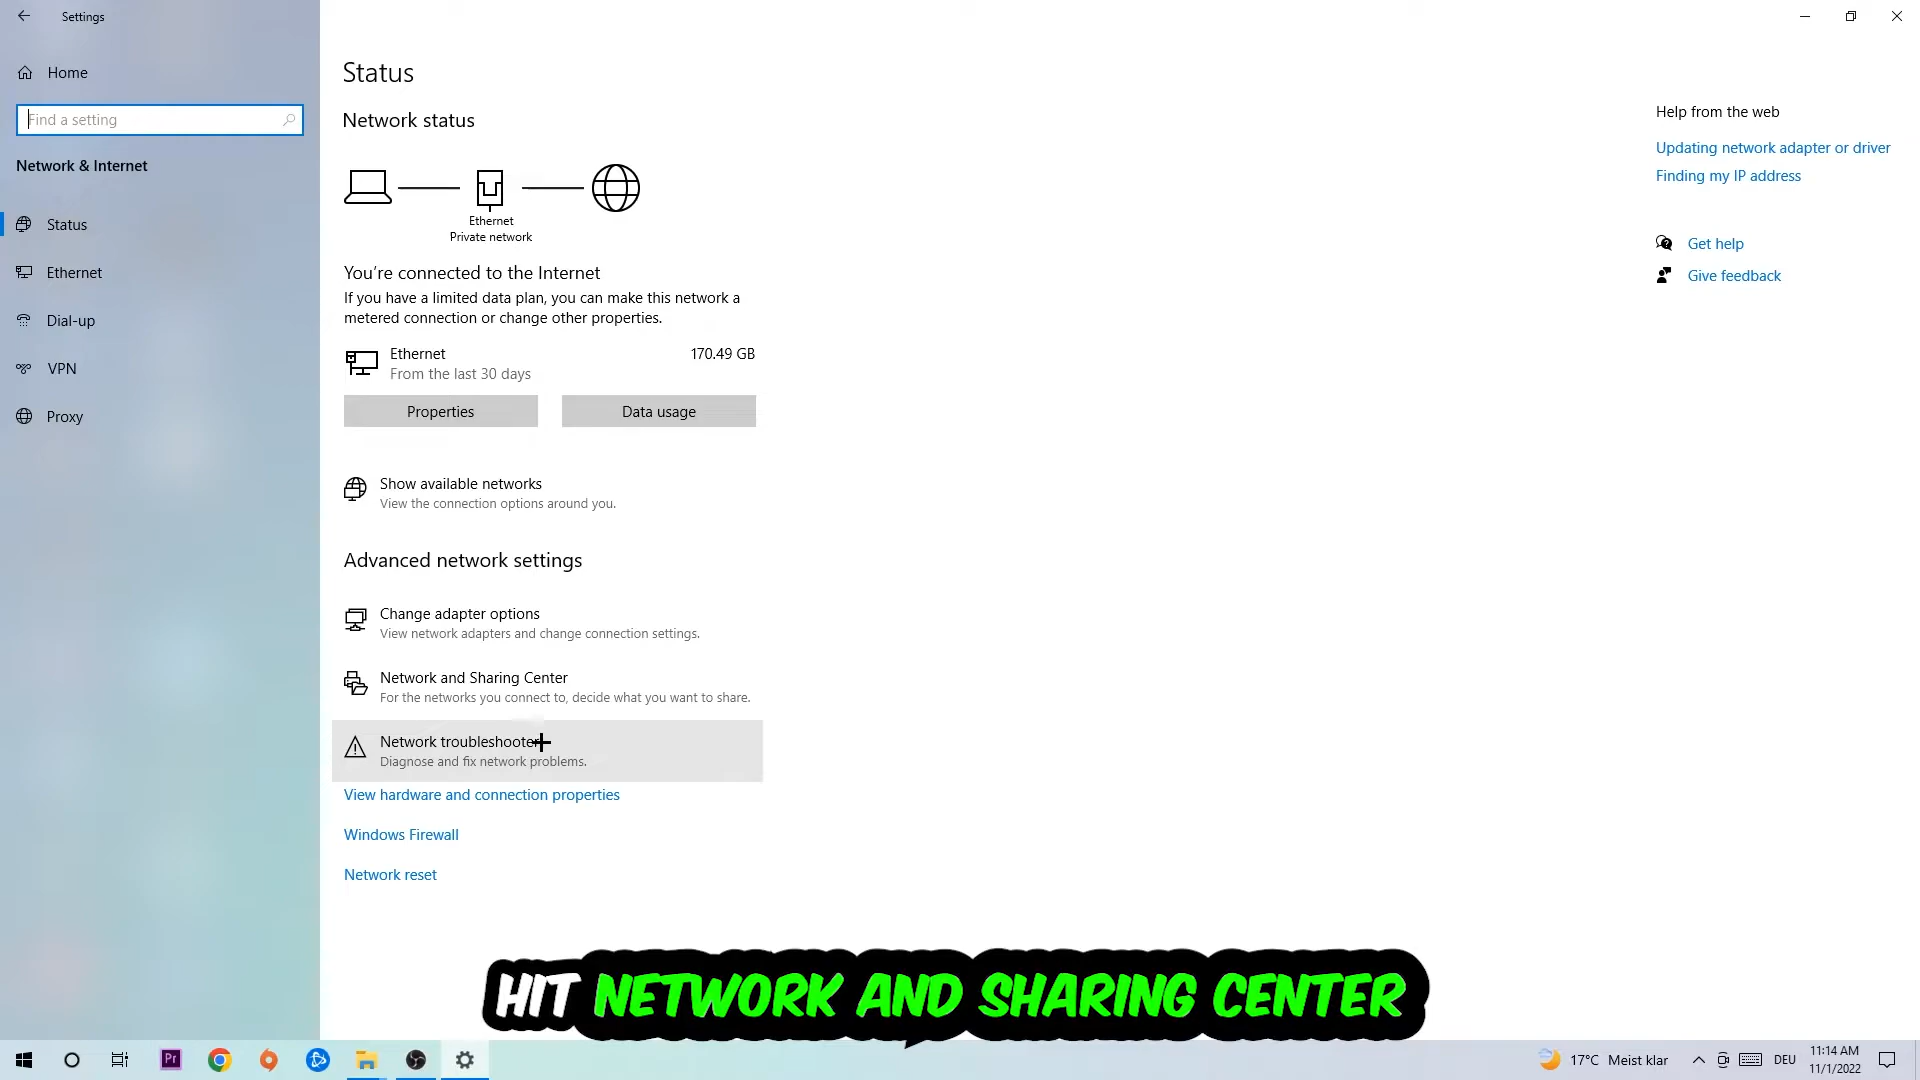 Settings
Home
Find a setting
Network & Internet
Status
Ethernet
Dial-up
VPN
Proxy
Status
Network status
Ethernet
Private network
You're connected to the Internet
If you have a limited data plan, you can make this network a
metered connection or change other properties.
Ethernet
170.49 GB
From the last 30 days
Properties
Data usage
Show available networks
View the connection options around you.
Advanced network settings
Change adapter options
View network adapters and change connection settings.
Network and Sharing Center
For the networks you connect to, decide what you want to share.
Network troubleshooter
Diagnose and fix network problems.
View hardware and connection properties
Windows Firewall
Network reset
Help from the web
Updating network adapter or driver
Finding my IP address
Get help
Give feedback
HIT NETWORK AND SHARING CENTER
Pr
17°C Meist klar
DEU
11:14 AM
11/1/2022